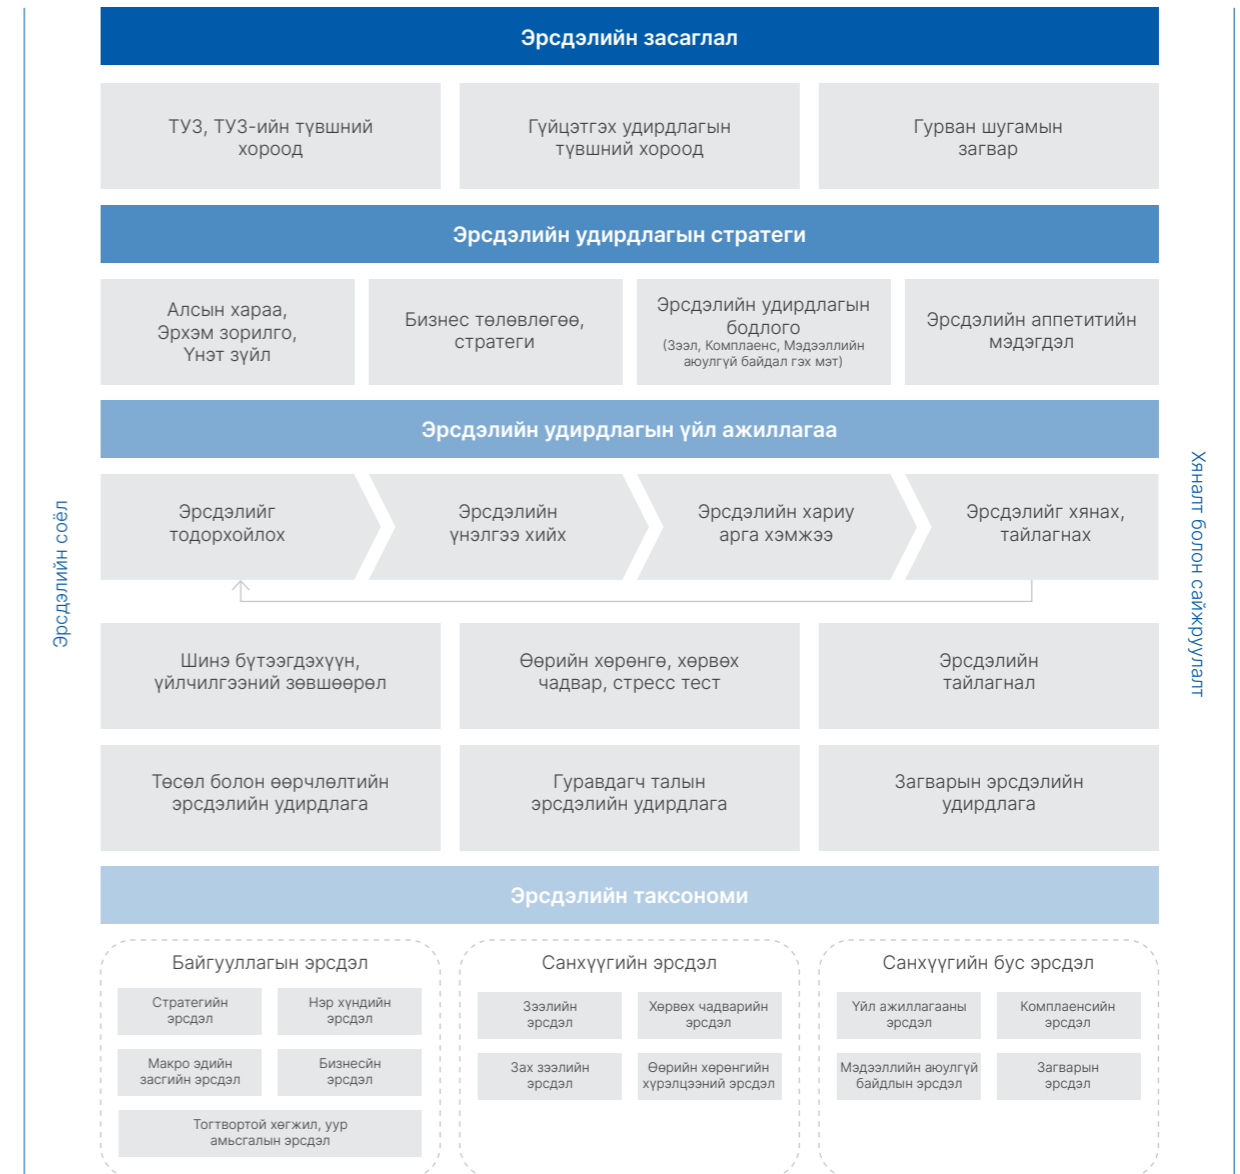 Эрсдэлийн засаглал
ТУЗ, ТУЗ-ийн түвшний
хороод
Гүйцэтгэх удирдлагын
түвшний хороод
Гурван шугамын
загвар
Эрсдэлийн удирдлагын стратеги
Алсын хараа,
Эрхэм зорилго,
Үнэт зүйл
Бизнес төлөвлөгөө,
стратеги
Эрсдэлийн удирдлагын
бодлого
(Зээл, Комплаенс, Мэдээллийн
аюулгүй байдал гэх мэт)
Эрсдэлийн аппетитийн
мэдэгдэл
Эрсдэлийн удирдлагын үйл ажиллагаа
Эрсдэлийг
тодорхойлох
Эрсдэлийн
үнэлгээ хийх
Эрсдэлийн хариу
арга хэмжээ
Эрсдэлийг хянах,
тайлагнах
Эрсдэлийн соёл
Хяналт болон сайжруулалт
Шинэ бүтээгдэхүүн,
үйлчилгээний зөвшөөрөл
Өөрийн хөрөнгө, хөрвөх
чадвар, стресс тест
Эрсдэлийн
тайлагнал
Төсөл болон өөрчлөлтийн
эрсдэлийн удирдлага
Гуравдагч талын
эрсдэлийн удирдлага
Загварын эрсдэлийн
удирдлага
Эрсдэлийн таксономи
Байгууллагын эрсдэл
Стратегийн
эрсдэл
Нэр хүндийн
эрсдэл
Макро эдийн
засгийн эрсдэл
Бизнесйн
эрсдэл
Тогтвортой хөгжил, уур
амьсгалын эрсдэл
Санхүүгийн эрсдэл
Зээлийн
эрсдэл
Хөрвөх чадварийн
эрсдэл
Зах зээлийн
эрсдэл
Өөрийн хөрөнгийн
хүрэлцээний эрсдэл
Санхүүгийн бус эрсдэл
Үйл ажиллагааны
эрсдэл
Комплаенсийн
эрсдэл
Мэдээллийн аюулгүй
байдлын эрсдэл
Загварын
эрсдэл